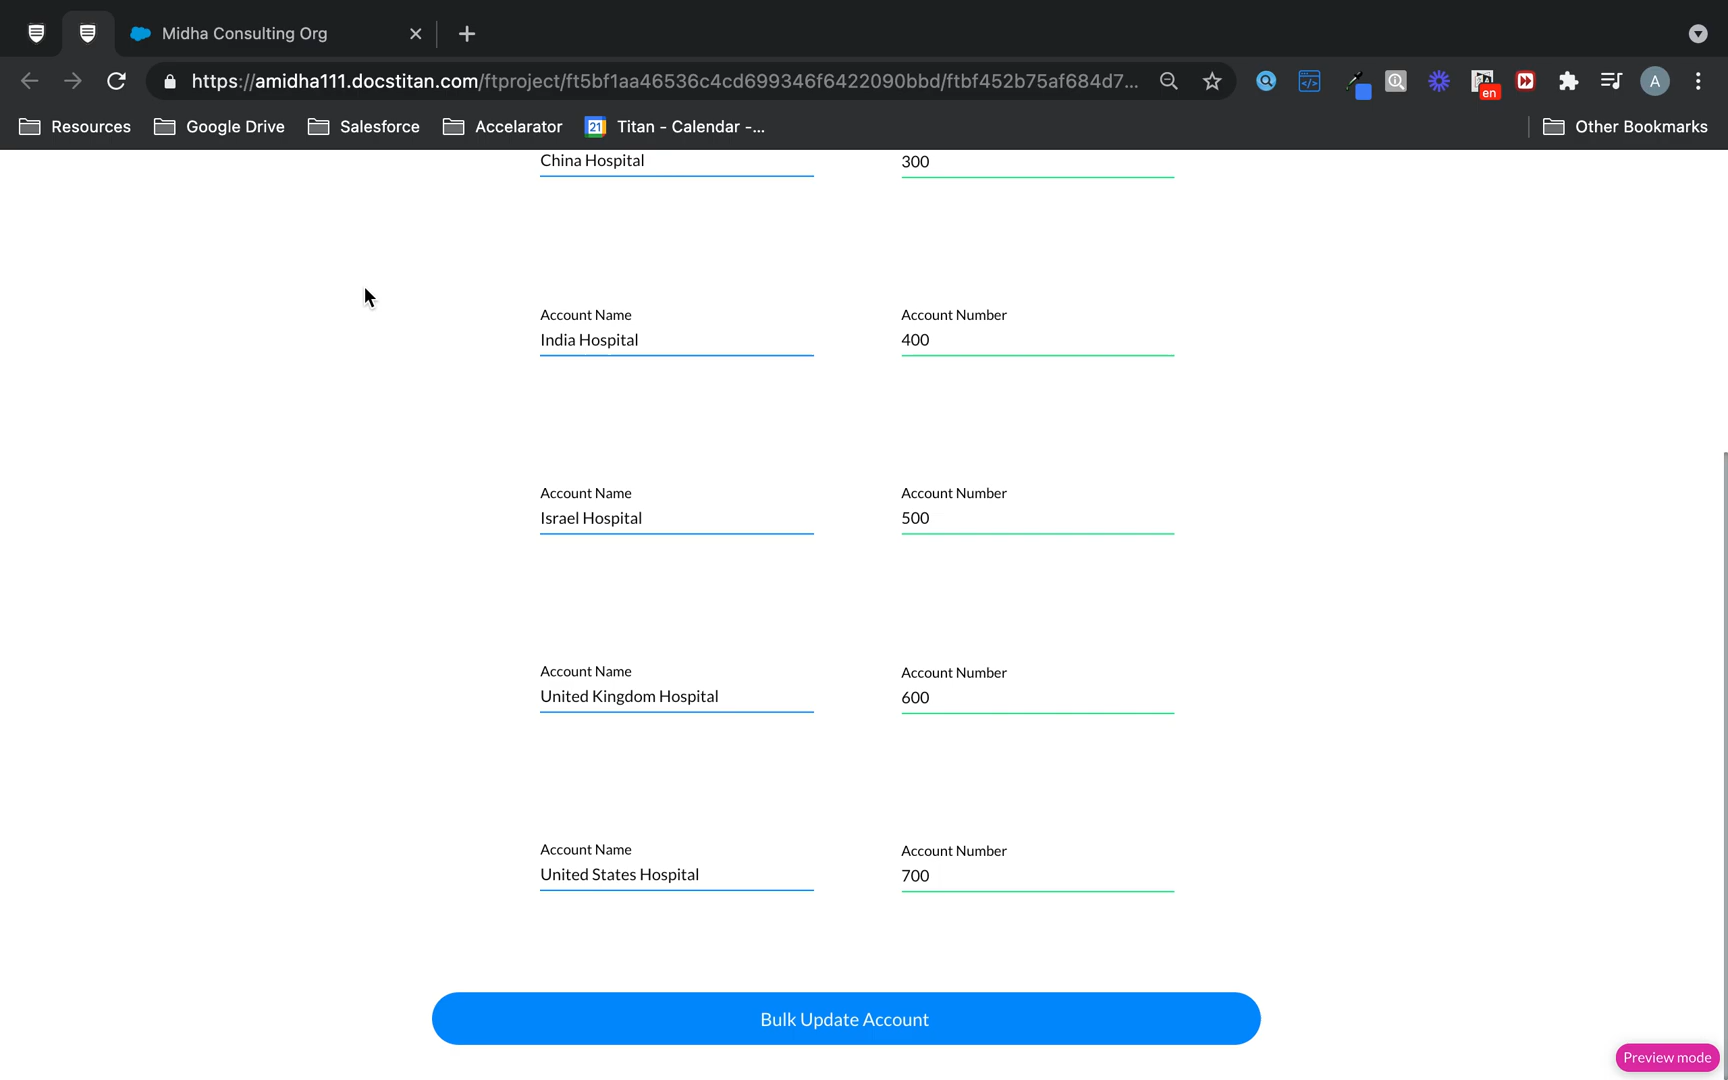 Midha Consulting Org
https://amidha111.docstitan.com/ftproject/ft5bf1aa46536c4cd699346f6422090bbd/ftbf452b75af684d7...
en
A
Resources
Google Drive
Salesforce
Accelarator
21
Titan - Calendar -...
Other Bookmarks
China Hospital
300
Account Name
Account Number
India Hospital
400
Account Name
Account Number
Israel Hospital
500
Account Name
Account Number
United Kingdom Hospital
600
Account Name
Account Number
United States Hospital
700
Bulk Update Account
Preview mode